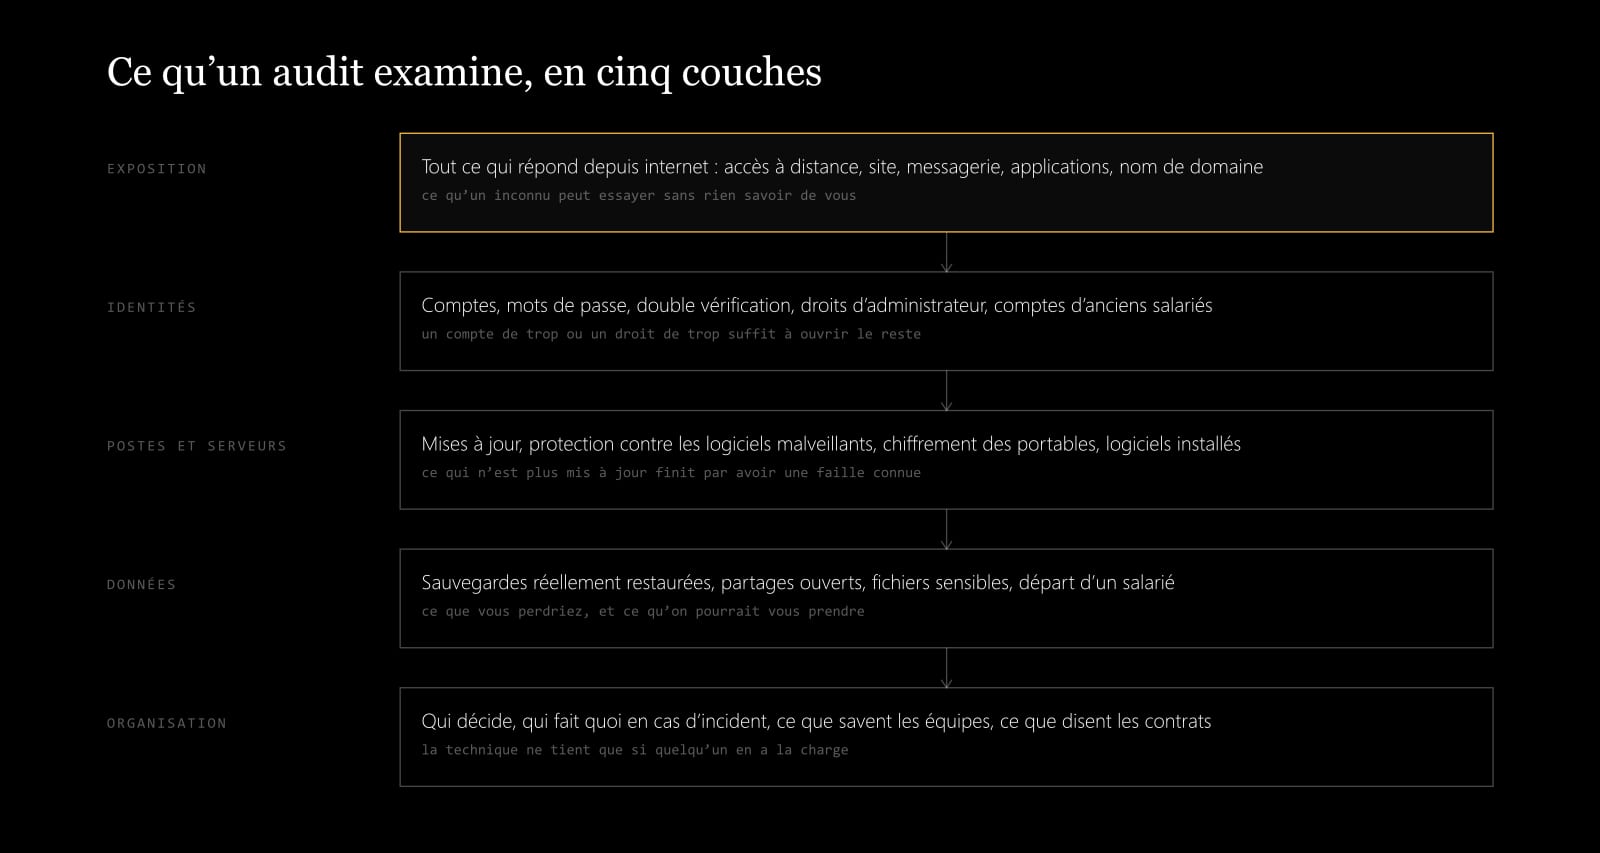 Ce qu’un audit examine, en cinq couches
EXPOSITION
Tout ce qui répond depuis internet : accès à distance, site, messagerie, applications, nom de domaine
ce qu’un inconnu peut essayer sans rien savoir de vous
IDENTITÉS
Comptes, mots de passe, double vérification, droits d’administrateur, comptes d’anciens salariés
un compte de trop ou un droit de trop suffit à ouvrir le reste
POSTES ET SERVEURS
Mises à jour, protection contre les logiciels malveillants, chiffrement des portables, logiciels installés
ce qui n’est plus mis à jour finit par avoir une faille connue
DONNÉES
Sauvegardes réellement restaurées, partages ouverts, fichiers sensibles, départ d’un salarié
ce que vous perdriez, et ce qu’on pourrait vous prendre
ORGANISATION
Qui décide, qui fait quoi en cas d’incident, ce que savent les équipes, ce que disent les contrats
la technique ne tient que si quelqu’un en a la charge